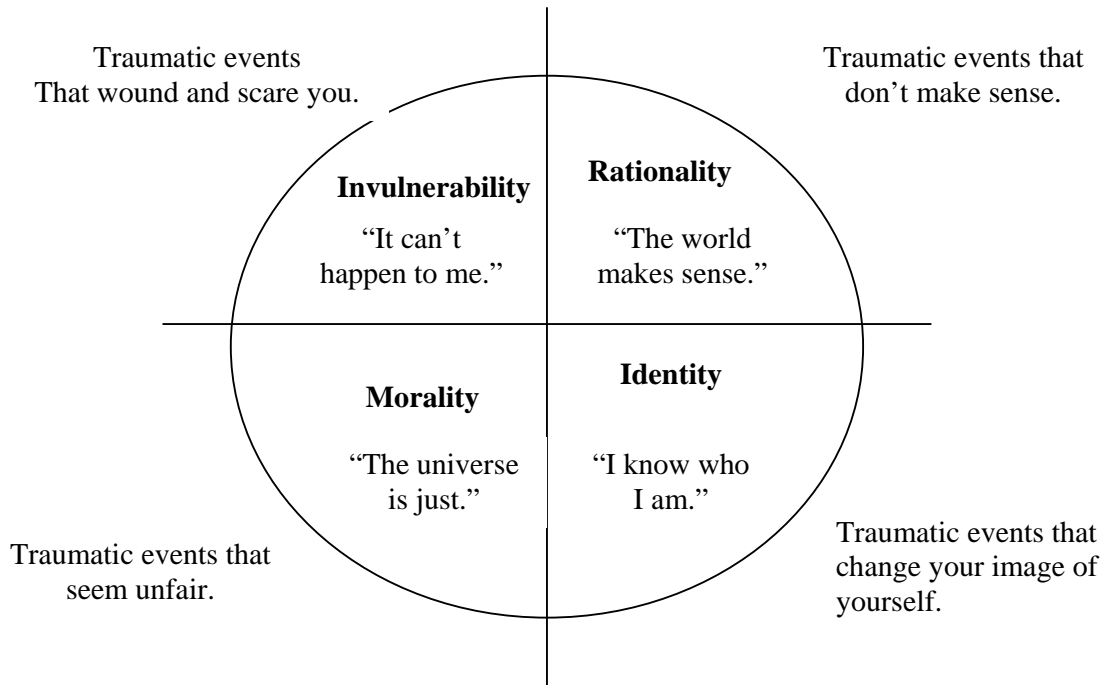 Traumatic events
That wound and scare you.
Traumatic events that
don’t make sense.
Invulnerability
“It can’t
happen to me.”
Rationality
“The world
makes sense.”
Morality
“The universe
is just.”
Identity
“I know who
I am.”
Traumatic events that
seem unfair.
Traumatic events that
change your image of
yourself.